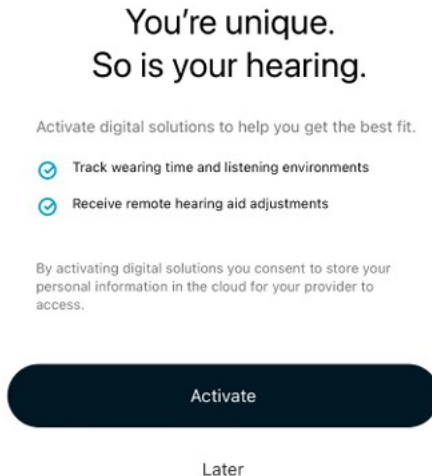 You’re unique.
So is your hearing.
Activate digital solutions to help you get the best fit.
Track wearing time and listening environments
Receive remote hearing aid adjustments
By activating digital solutions you consent to store your
personal information in the cloud for your provider to
access.
Activate
Later